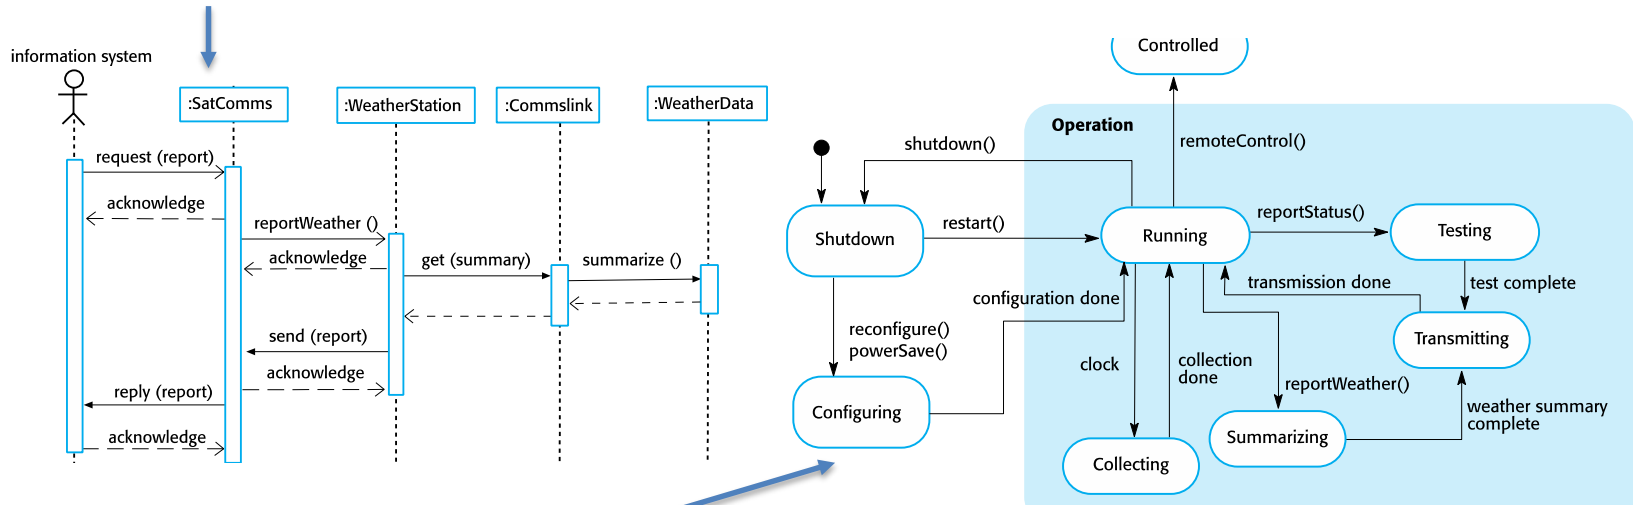 information system
:SatComms
:WeatherStation
:Commslink
:WeatherData
request (report)
acknowledge
reportWeather ()
acknowledge
get (summary)
summarize ()
send (report)
acknowledge
reply (report)
acknowledge
Controlled
Operation
remoteControl()
shutdown()
Shutdown
restart()
Running
reportStatus()
Testing
configuration done
transmission done
test complete
reconfigure()
powerSave()
Transmitting
clock
collection
done
reportWeather()
Configuring
weather summary
complete
Summarizing
Collecting